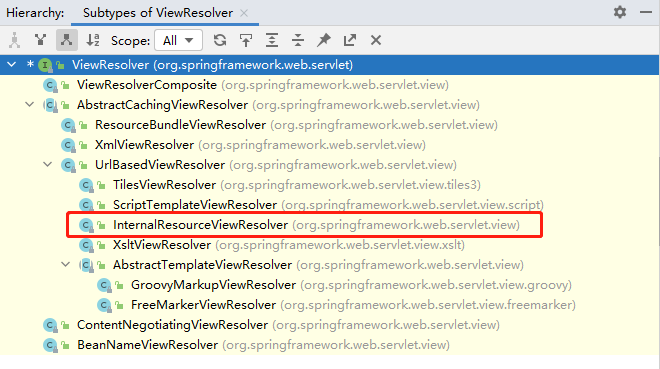 Hierarchy: Subtypes of ViewResolver
Scope: All
* ViewResolver (org.springframework.web.servlet)
ViewResolverComposite (org.springframework.web.servlet.view)
AbstractCachingViewResolver (org.springframework.web.servlet.view)
ResourceBundleViewResolver (org.springframework.web.servlet.view)
XmlViewResolver (org.springframework.web.servlet.view)
UrlBasedViewResolver (org.springframework.web.servlet.view)
TilesViewResolver (org.springframework.web.servlet.view.tiles3)
ScriptTemplateViewResolver (org.springframework.web.servlet.view.script)
InternalResourceViewResolver (org.springframework.web.servlet.view)
XsltViewResolver (org.springframework.web.servlet.view.xslt)
AbstractTemplateViewResolver (org.springframework.web.servlet.view)
GroovyMarkupViewResolver (org.springframework.web.servlet.view.groovy)
FreeMarkerViewResolver (org.springframework.web.servlet.view.freemarker)
ContentNegotiatingViewResolver (org.springframework.web.servlet.view)
BeanNameViewResolver (org.springframework.web.servlet.view)